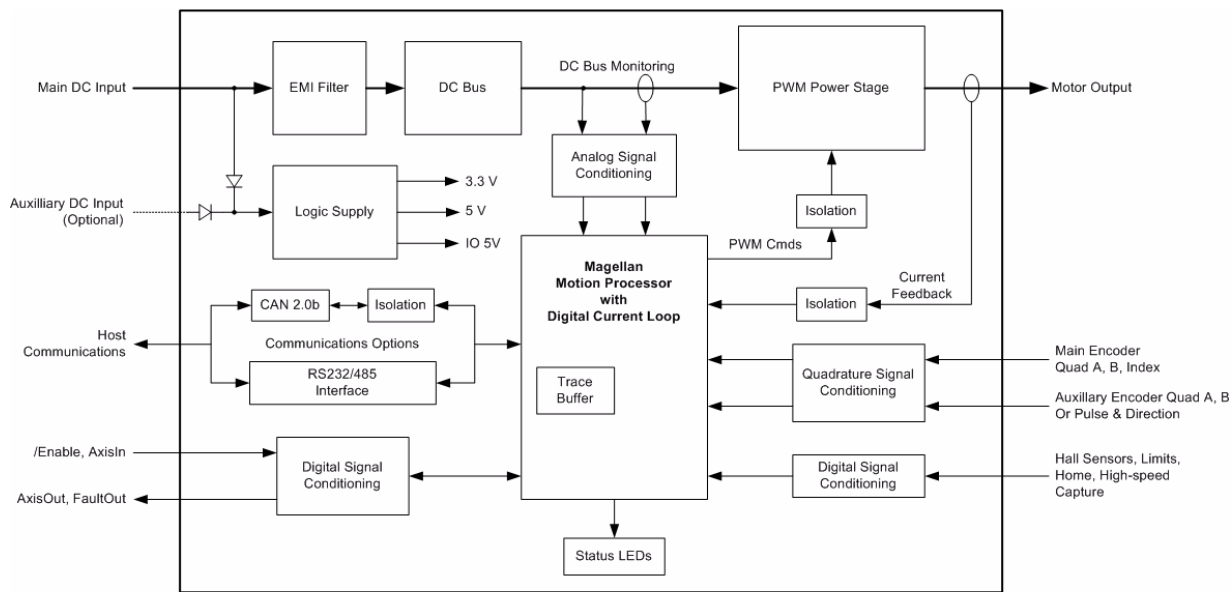 Main DC Input
EMI Filter
DC Bus
DC Bus Monitoring
PWM Power Stage
Motor Output
Analog Signal
Conditioning
Auxilliary DC Input
(Optional)
Logic Supply
3.3 V
5 V
IO 5V
Isolation
PWM Cmds
Magellan
Motion Processor
with
Digital Current Loop
Current
Feedback
Isolation
CAN 2.0b
Isolation
Host
Communications
Communications Options
RS232/485
Interface
Trace
Buffer
Quadrature Signal
Conditioning
Main Encoder
Quad A, B, Index
Auxillary Encoder Quad A, B
Or Pulse & Direction
/Enable, AxisIn
AxisOut, FaultOut
Digital Signal
Conditioning
Digital Signal
Conditioning
Hall Sensors, Limits,
Home, High-speed
Capture
Status LEDs